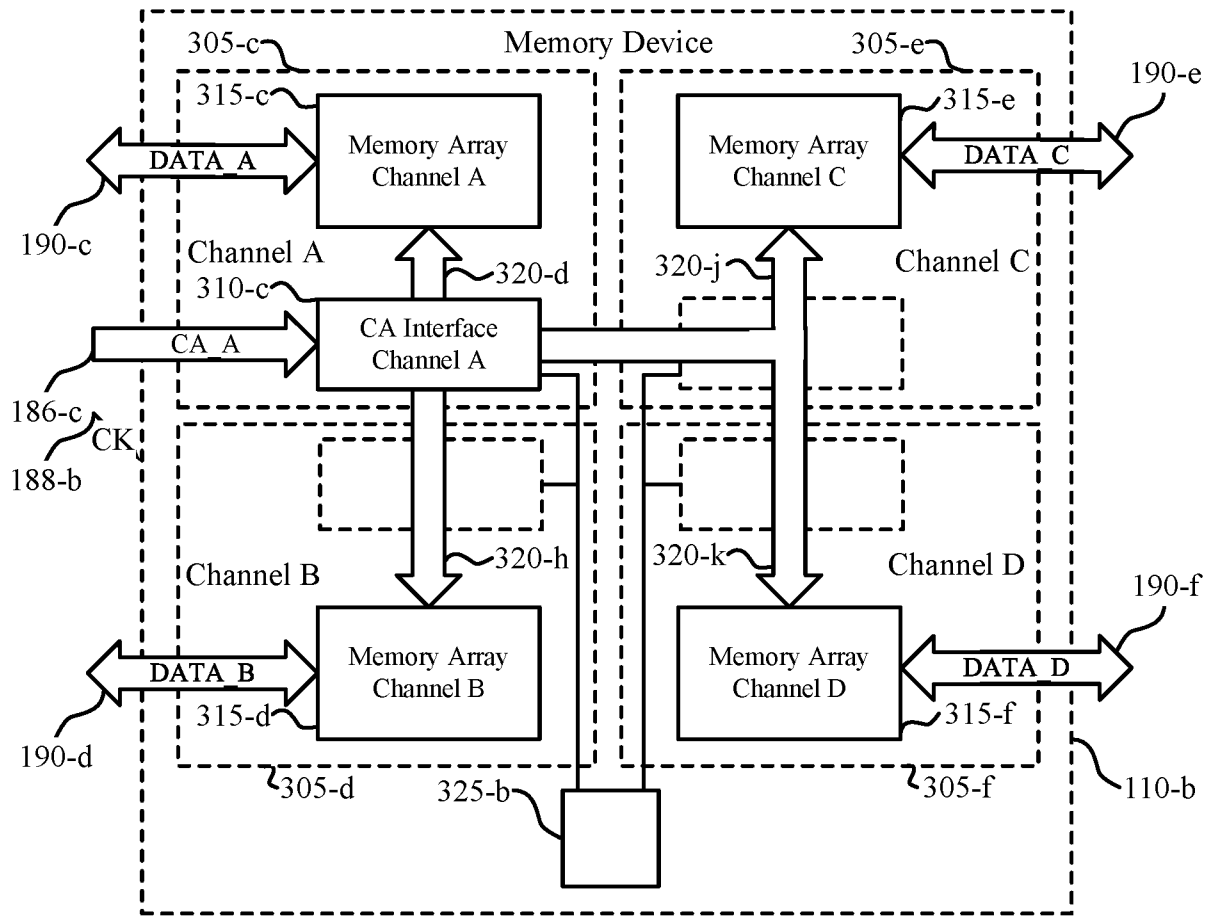 305-c
Memory Device
305-e
190-e
315-c
315-e
DATA_A
Memory Array
Channel A
Memory Array
Channel C
DATA_C
190-c
Channel A
320-d
320-j
Channel C
310-c
CA_A
CA Interface
Channel A
186-c
CK
188-b
Channel B
320-h
320-k
Channel D
190-f
DATA_B
Memory Array
Channel B
Memory Array
Channel D
DATA_D
190-d
315-d
315-f
305-d
325-b
305-f
110-b